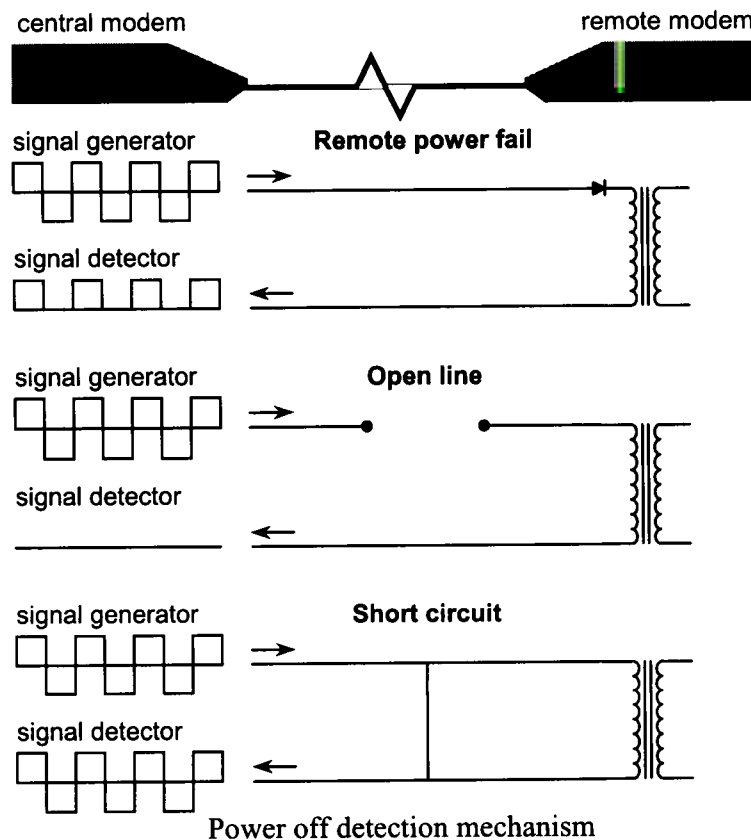 central modem
remote modem
signal generator
Remote power fail
signal detector
signal generator
Open line
signal detector
signal generator
Short circuit
signal detector
Power off detection mechanism